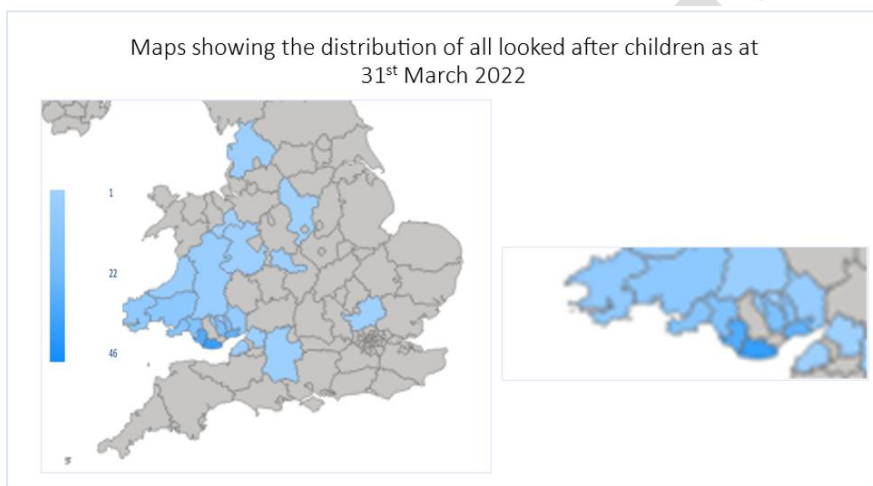 Maps showing the distribution of all looked after children as at
31st March 2022
1
22
46